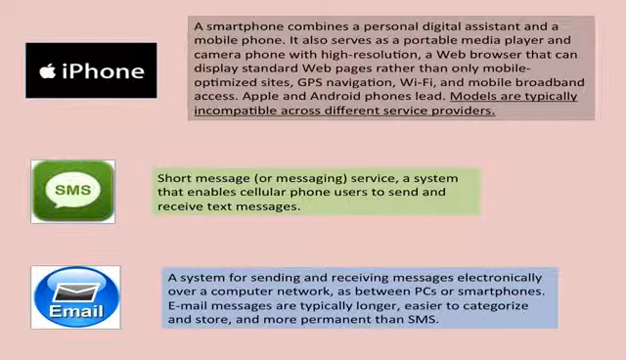 iPhone
A smartphone combines a personal digital assistant and a
mobile phone. It also serves as a portable media player and
camera phone with high-resolution, a Web browser that can
display standard Web pages rather than only mobile-
optimized sites, GPS navigation, Wi-Fi, and mobile broadband
access. Apple and Android phones lead. Models are typically
incompatible across different service providers.
SMS
Short message (or messaging) service, a system
that enables cellular phone users to send and
receive text messages.
Email
A system for sending and receiving messages electronically
over a computer network, as between PCs or smartphones.
E-mail messages are typically longer, easier to categorize
and store, and more permanent than SMS.